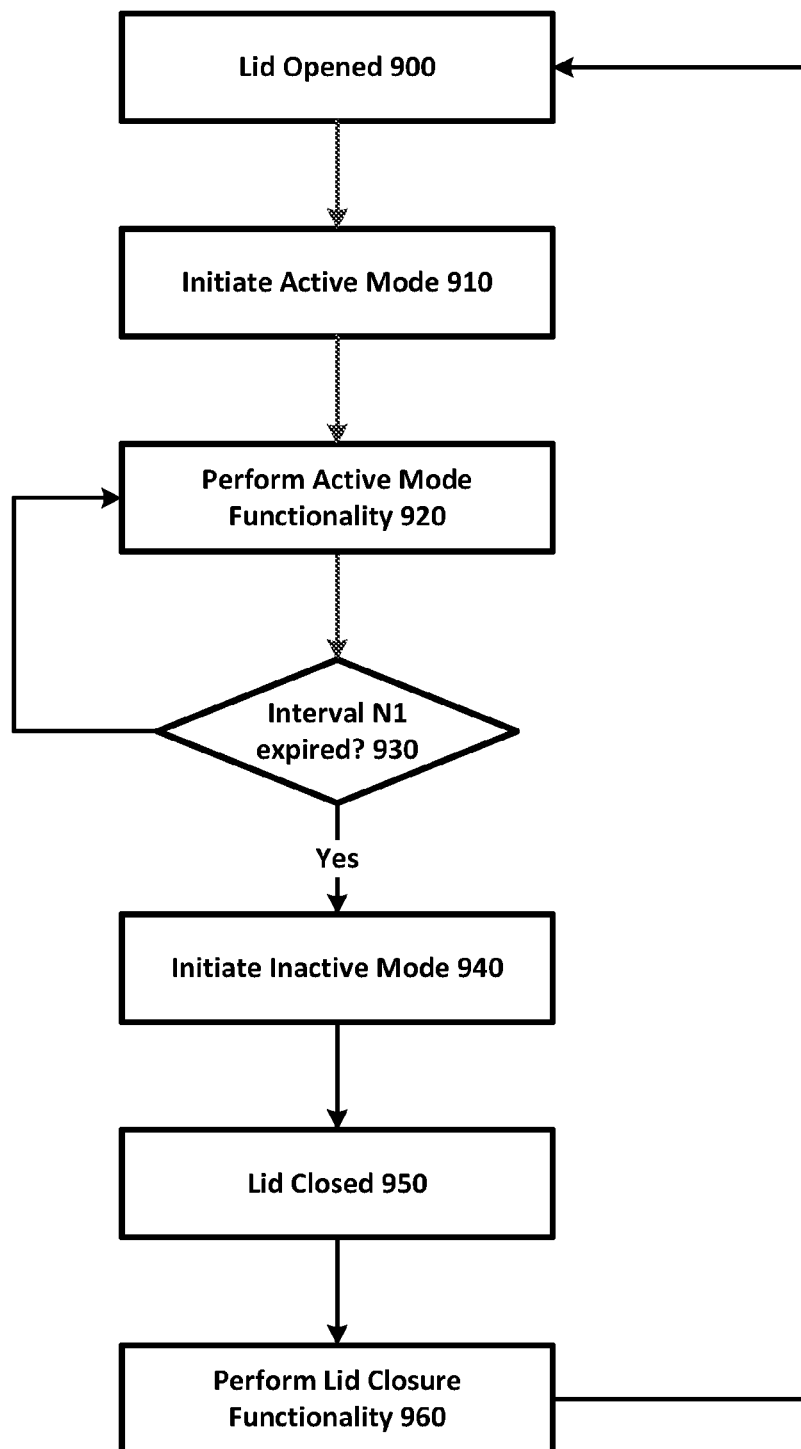 Lid Opened 900
Initiate Active Mode 910
Perform Active Mode
Functionality 920
Interval N1
expired? 930
Yes
Initiate Inactive Mode 940
Lid Closed 950
Perform Lid Closure
Functionality 960